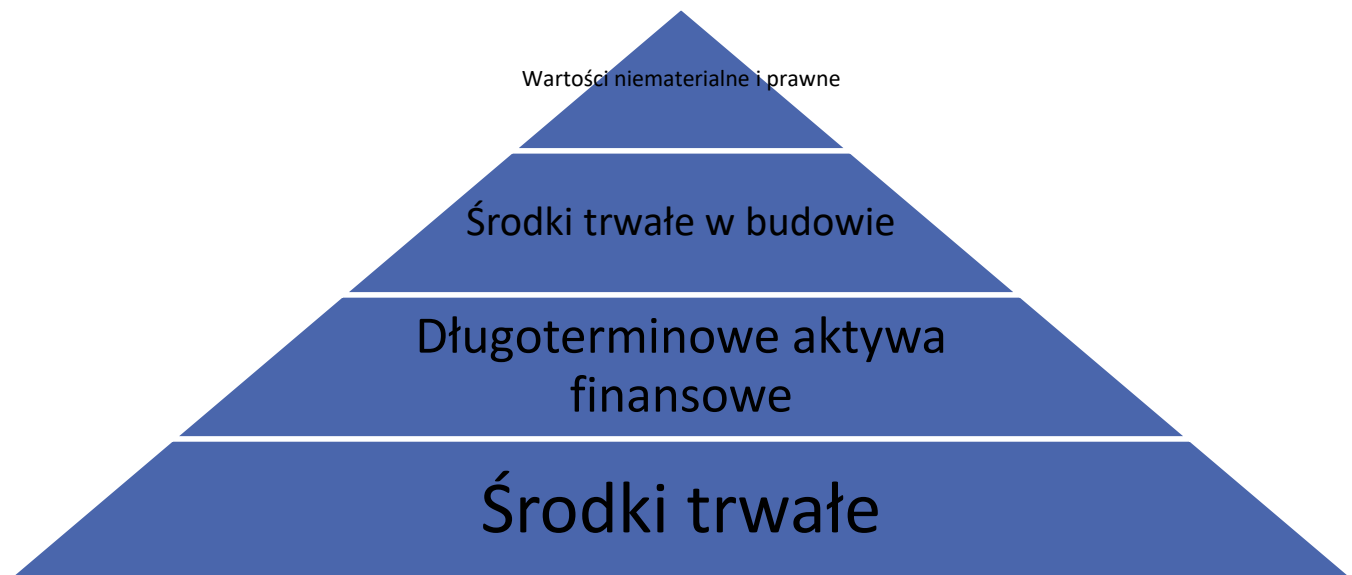 Wartości niematerialne i prawne
Środki trwałe w budowie
Długoterminowe aktywa
finansowe
Środki trwałe